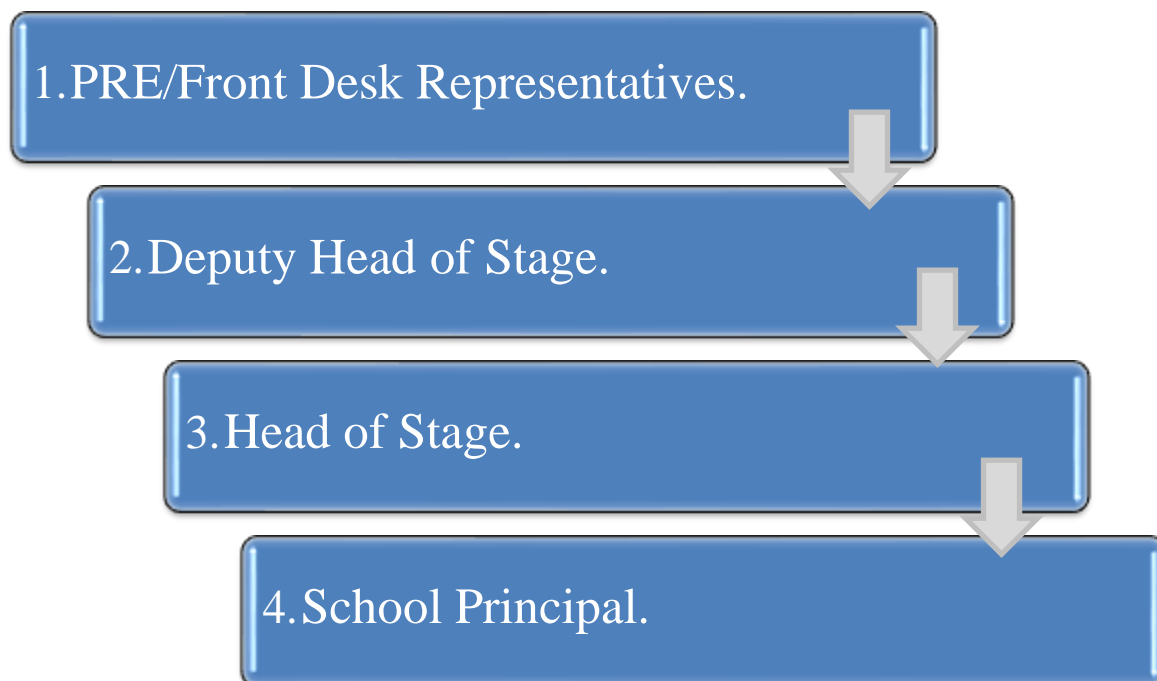 1.PRE/Front Desk Representatives.
2.Deputy Head of Stage.
3.Head of Stage.
4.School Principal.